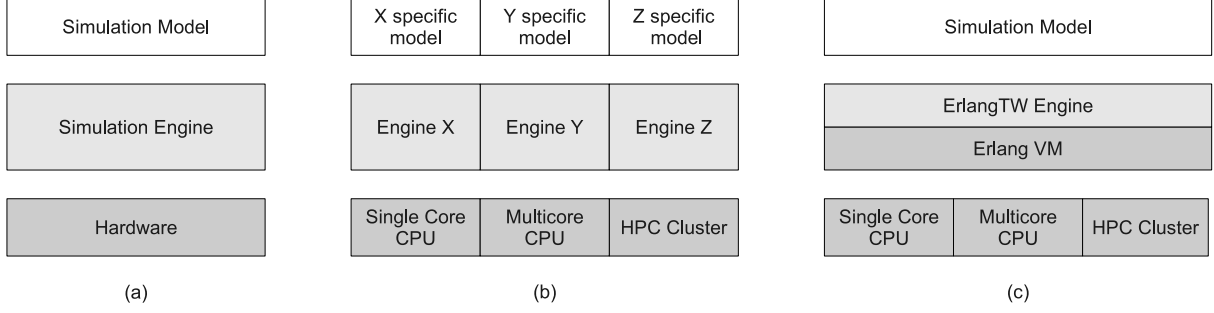 Simulation Model
Simulation Engine
Hardware
(a)
X specific
model
Y specific
model
Z specific
model
Engine X
Engine Y
Engine Z
Single Core
CPU
Multicore
CPU
HPC Cluster
(b)
Simulation Model
ErlangTW Engine
Erlang VM
Single Core
CPU
Multicore
CPU
HPC Cluster
(c)